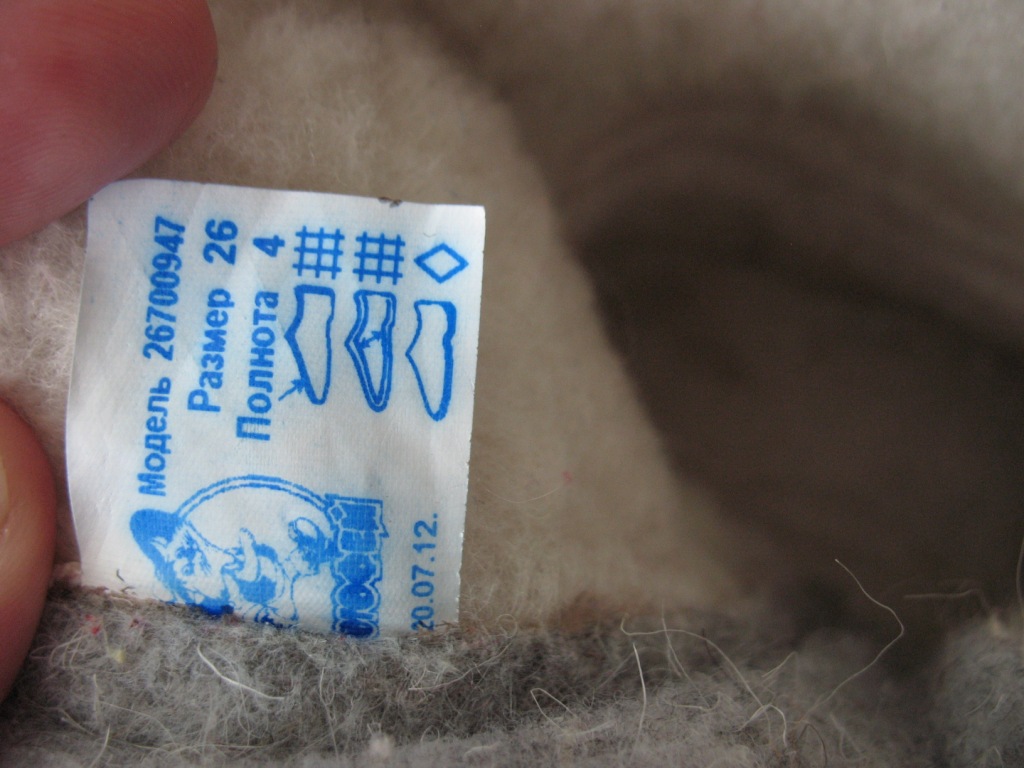 Модель 26700947
Размер 26
Полнота 4
20.07.12.